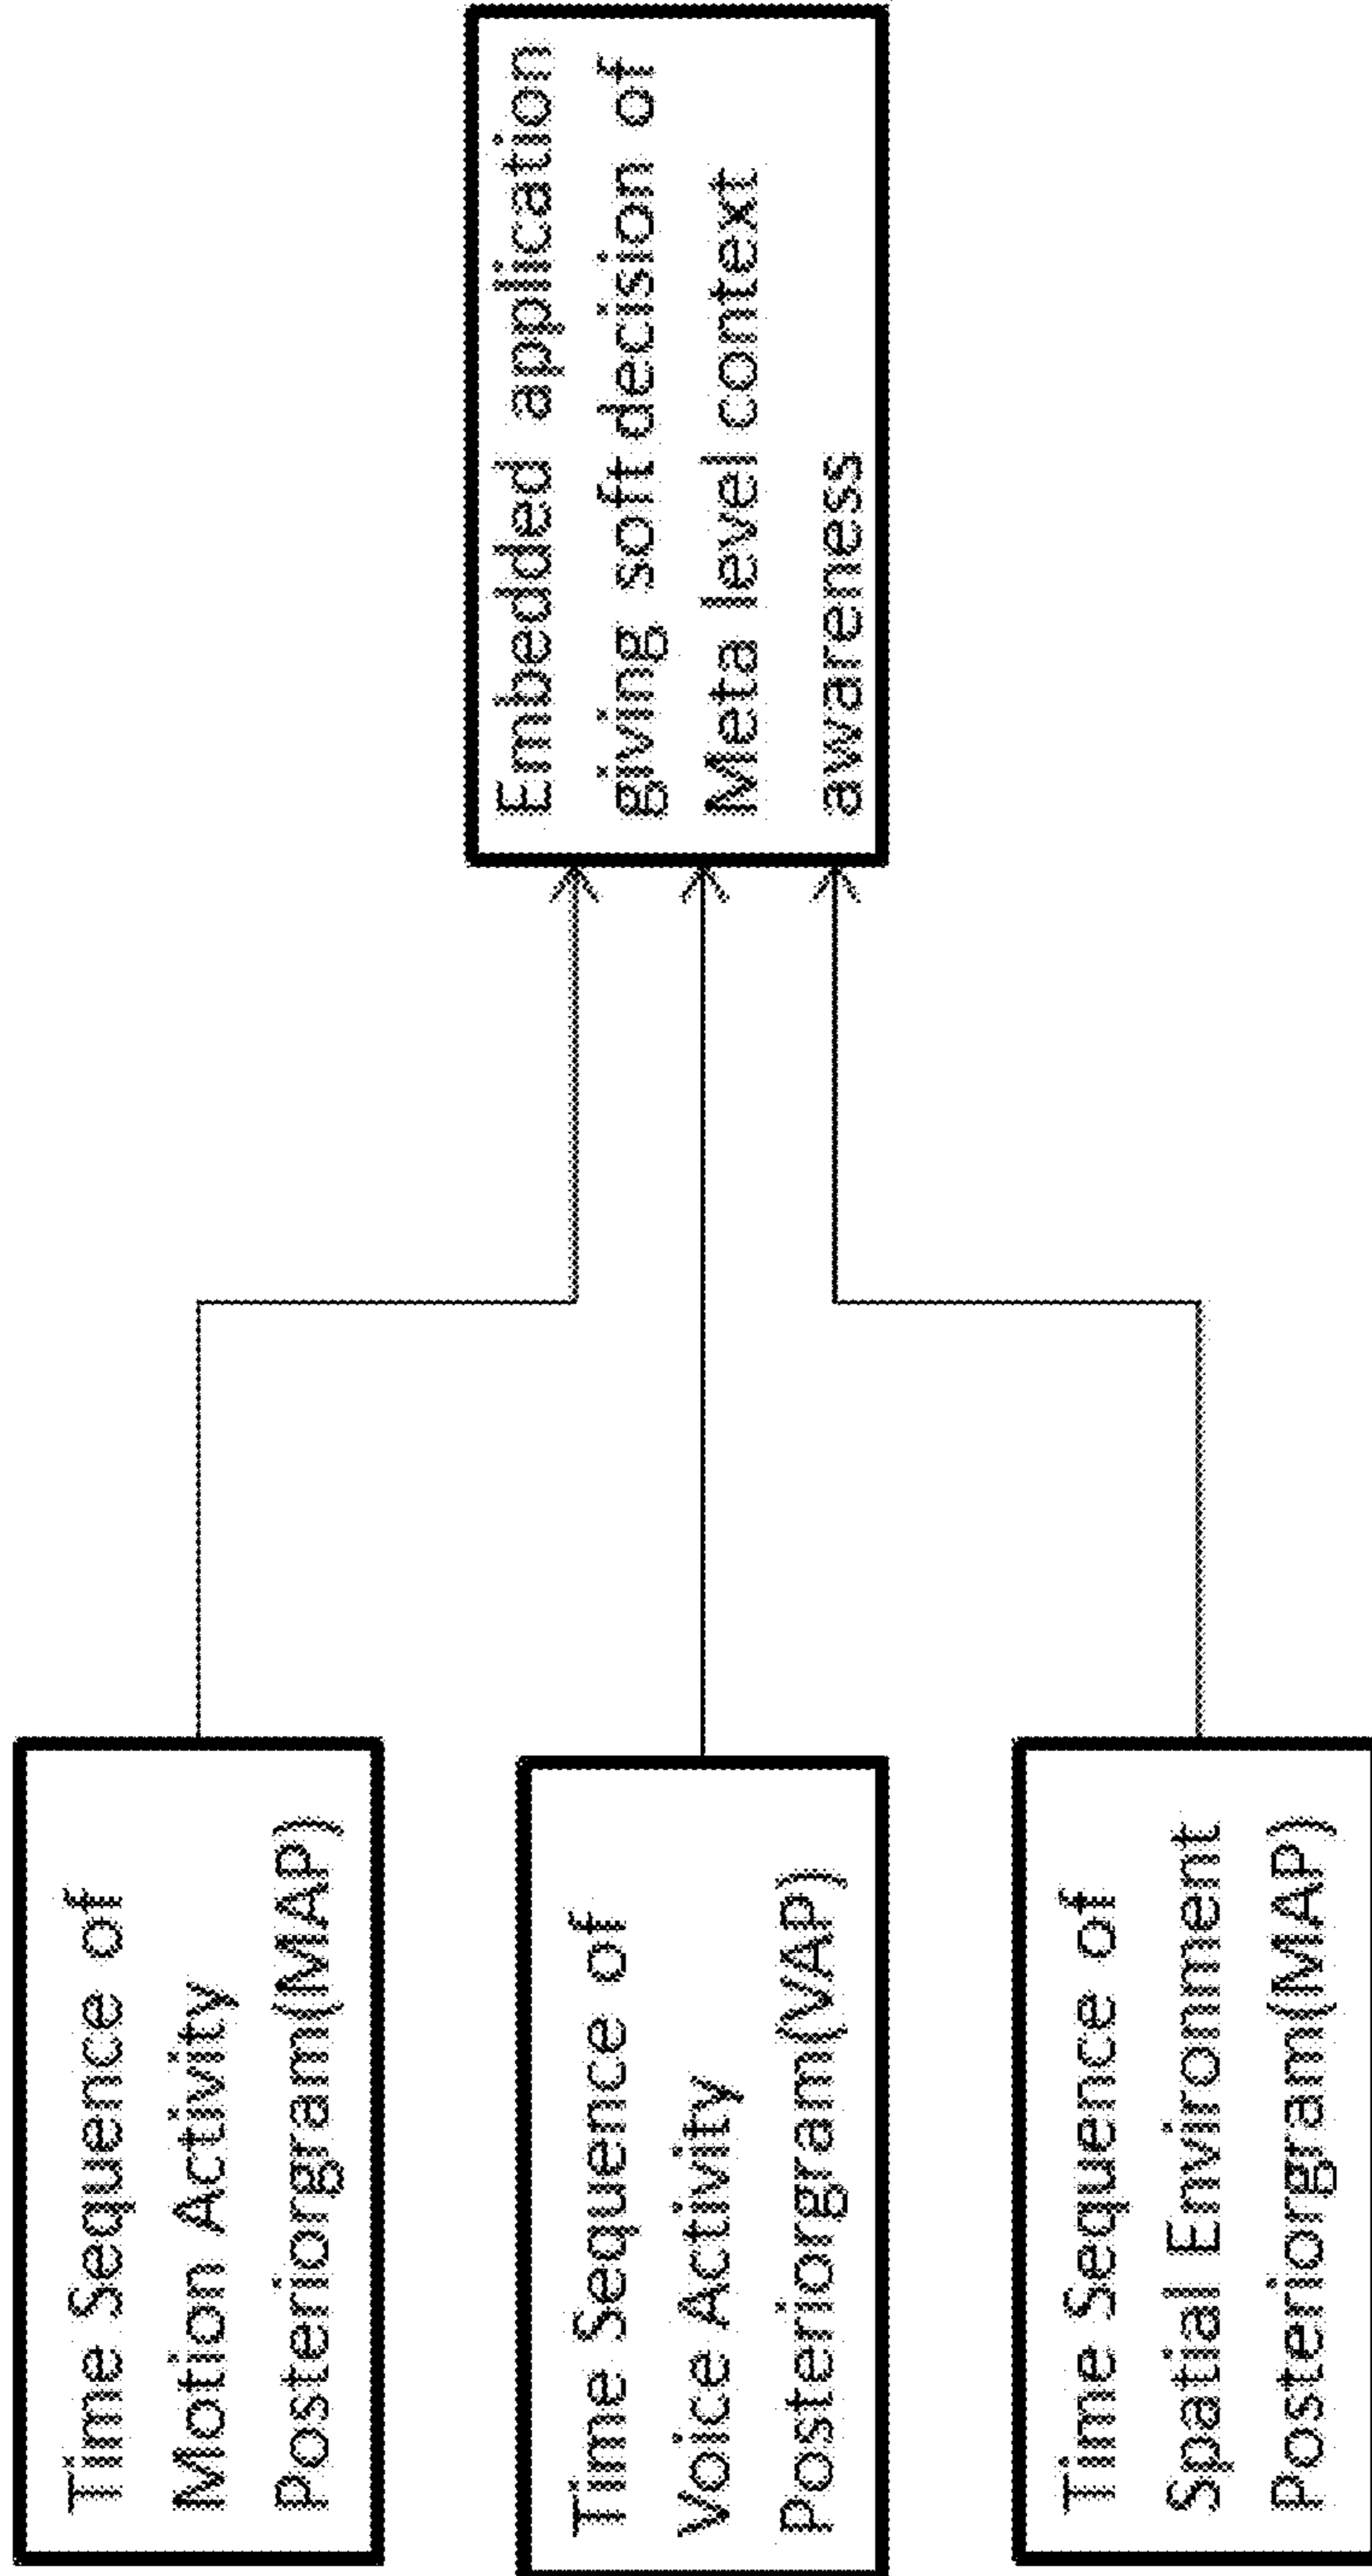 Time Sequence of
Motion Activity
Posteriorgram(MAP)
Time Sequence of
Voice Activity
Posteriorgram(VAP)
Time Sequence of
Spatial Environment
Posteriorgram(MAP)
Embedded application
giving soft decision of
Meta level context
awareness